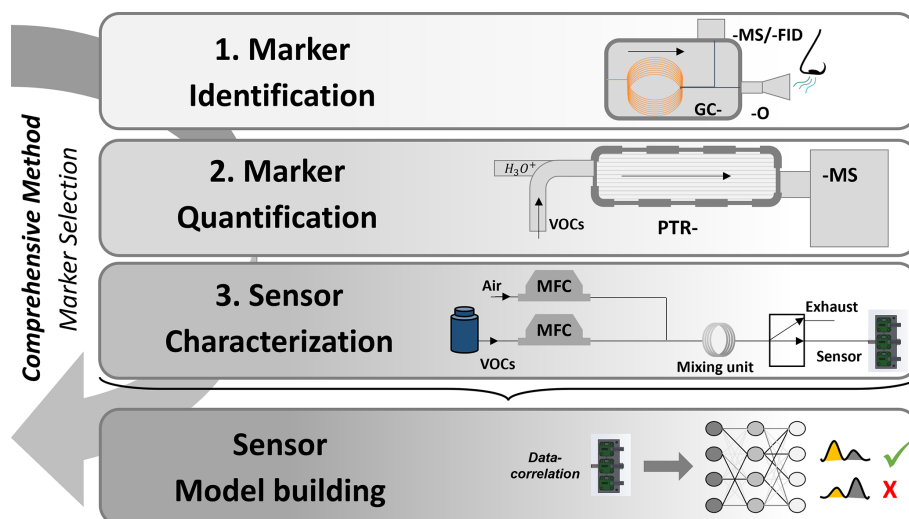 Comprehensive Method
Marker Selection
1. Marker
Identification
-MS/-FID
GC-
-O
2. Marker
Quantification
H₃O⁺
VOCs
PTR-
-MS
3. Sensor
Characterization
Air
MFC
MFC
VOCs
Mixing unit
Exhaust
Sensor
Sensor
Model building
Data-
correlation
X